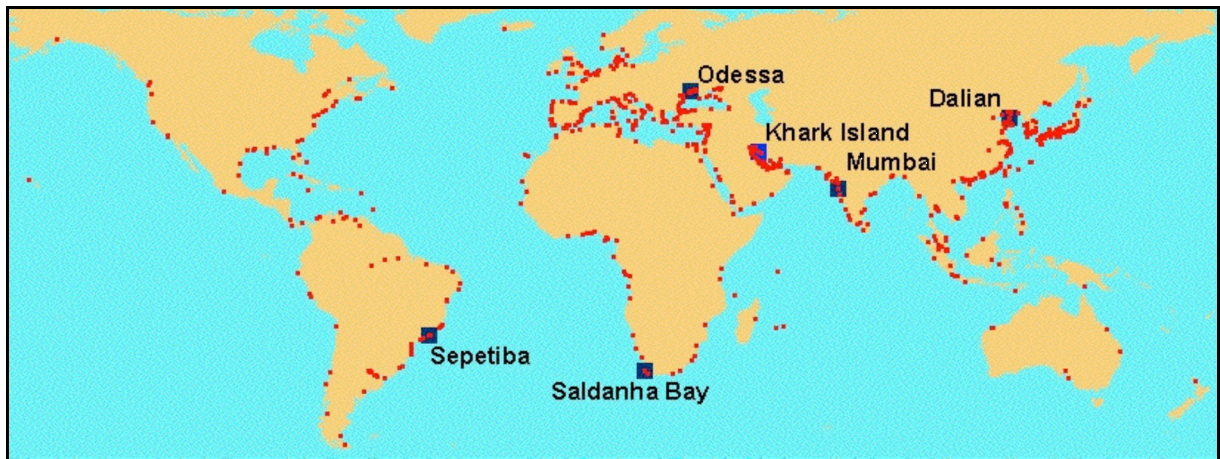 Odessa
Dalian
Khark Island
Mumbai
Sepetiba
Saldanha Bay